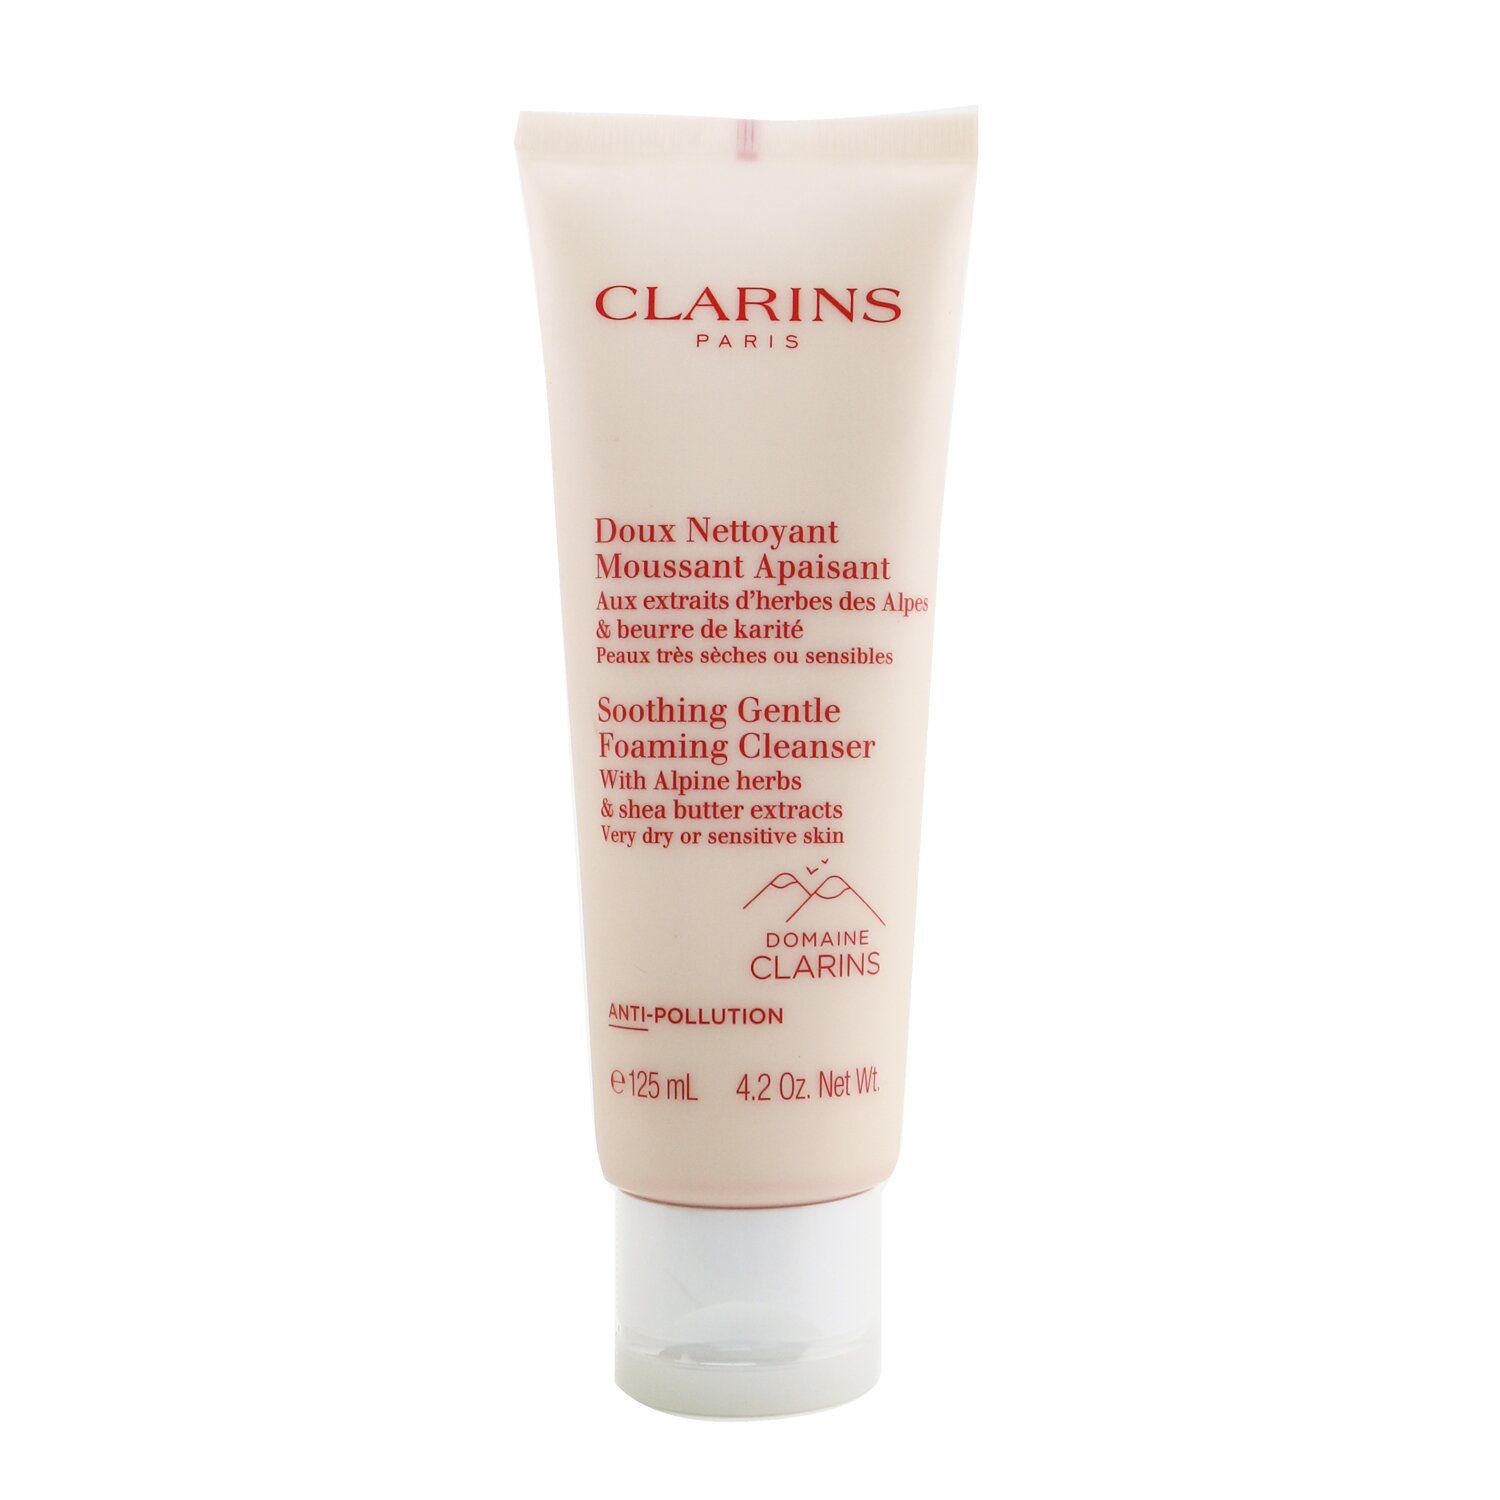 CLARINS
PARIS
Doux Nettoyant
Moussant Apaisant
Aux extraits d'herbes des Alpes
& beurre de karité
Peaux très sèches ou sensibles
Soothing Gentle
Foaming Cleanser
With Alpine herbs
& shea butter extracts
Very dry or sensitive skin
DOMAINE
CLARINS
ANTI-POLLUTION
℮125 mL 4.2 Oz. Net Wt.